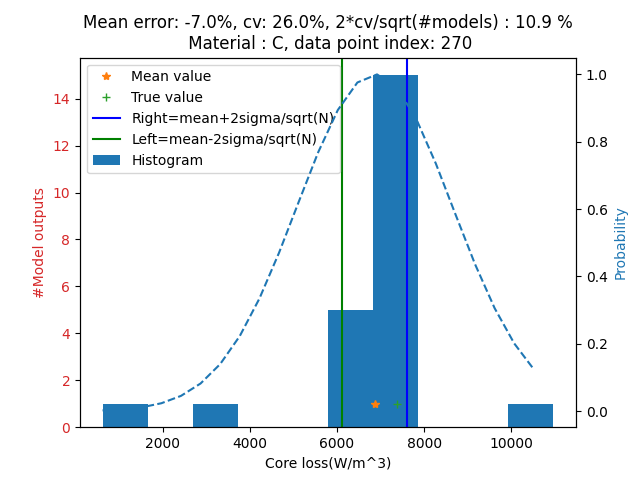 Mean error: -7.0%, cv: 26.0%, 2*cv/sqrt(#models) : 10.9 %
Material : C, data point index: 270
Mean value
True value
Right=mean+2sigma/sqrt(N)
Left=mean-2sigma/sqrt(N)
Histogram
#Model outputs
14
12
10
8
6
4
2
0
1.0
0.8
0.6
0.4
0.2
0.0
Probability
2000 4000 6000 8000 10000
Core loss(W/m^3)